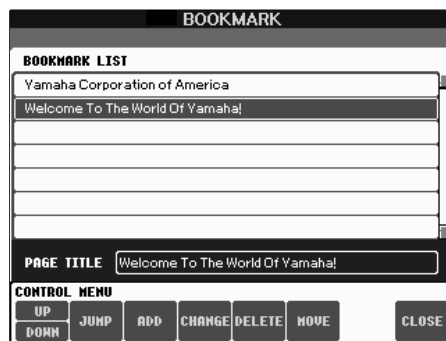 BOOKMARK
BOOKMARK LIST
Yamaha Corporation of America
Welcome To The World Of Yamaha!
PAGE TITLE Welcome To The World Of Yamaha!
CONTROL MENU
UP
DOWN
JUMP ADD CHANGE DELETE MOVE CLOSE